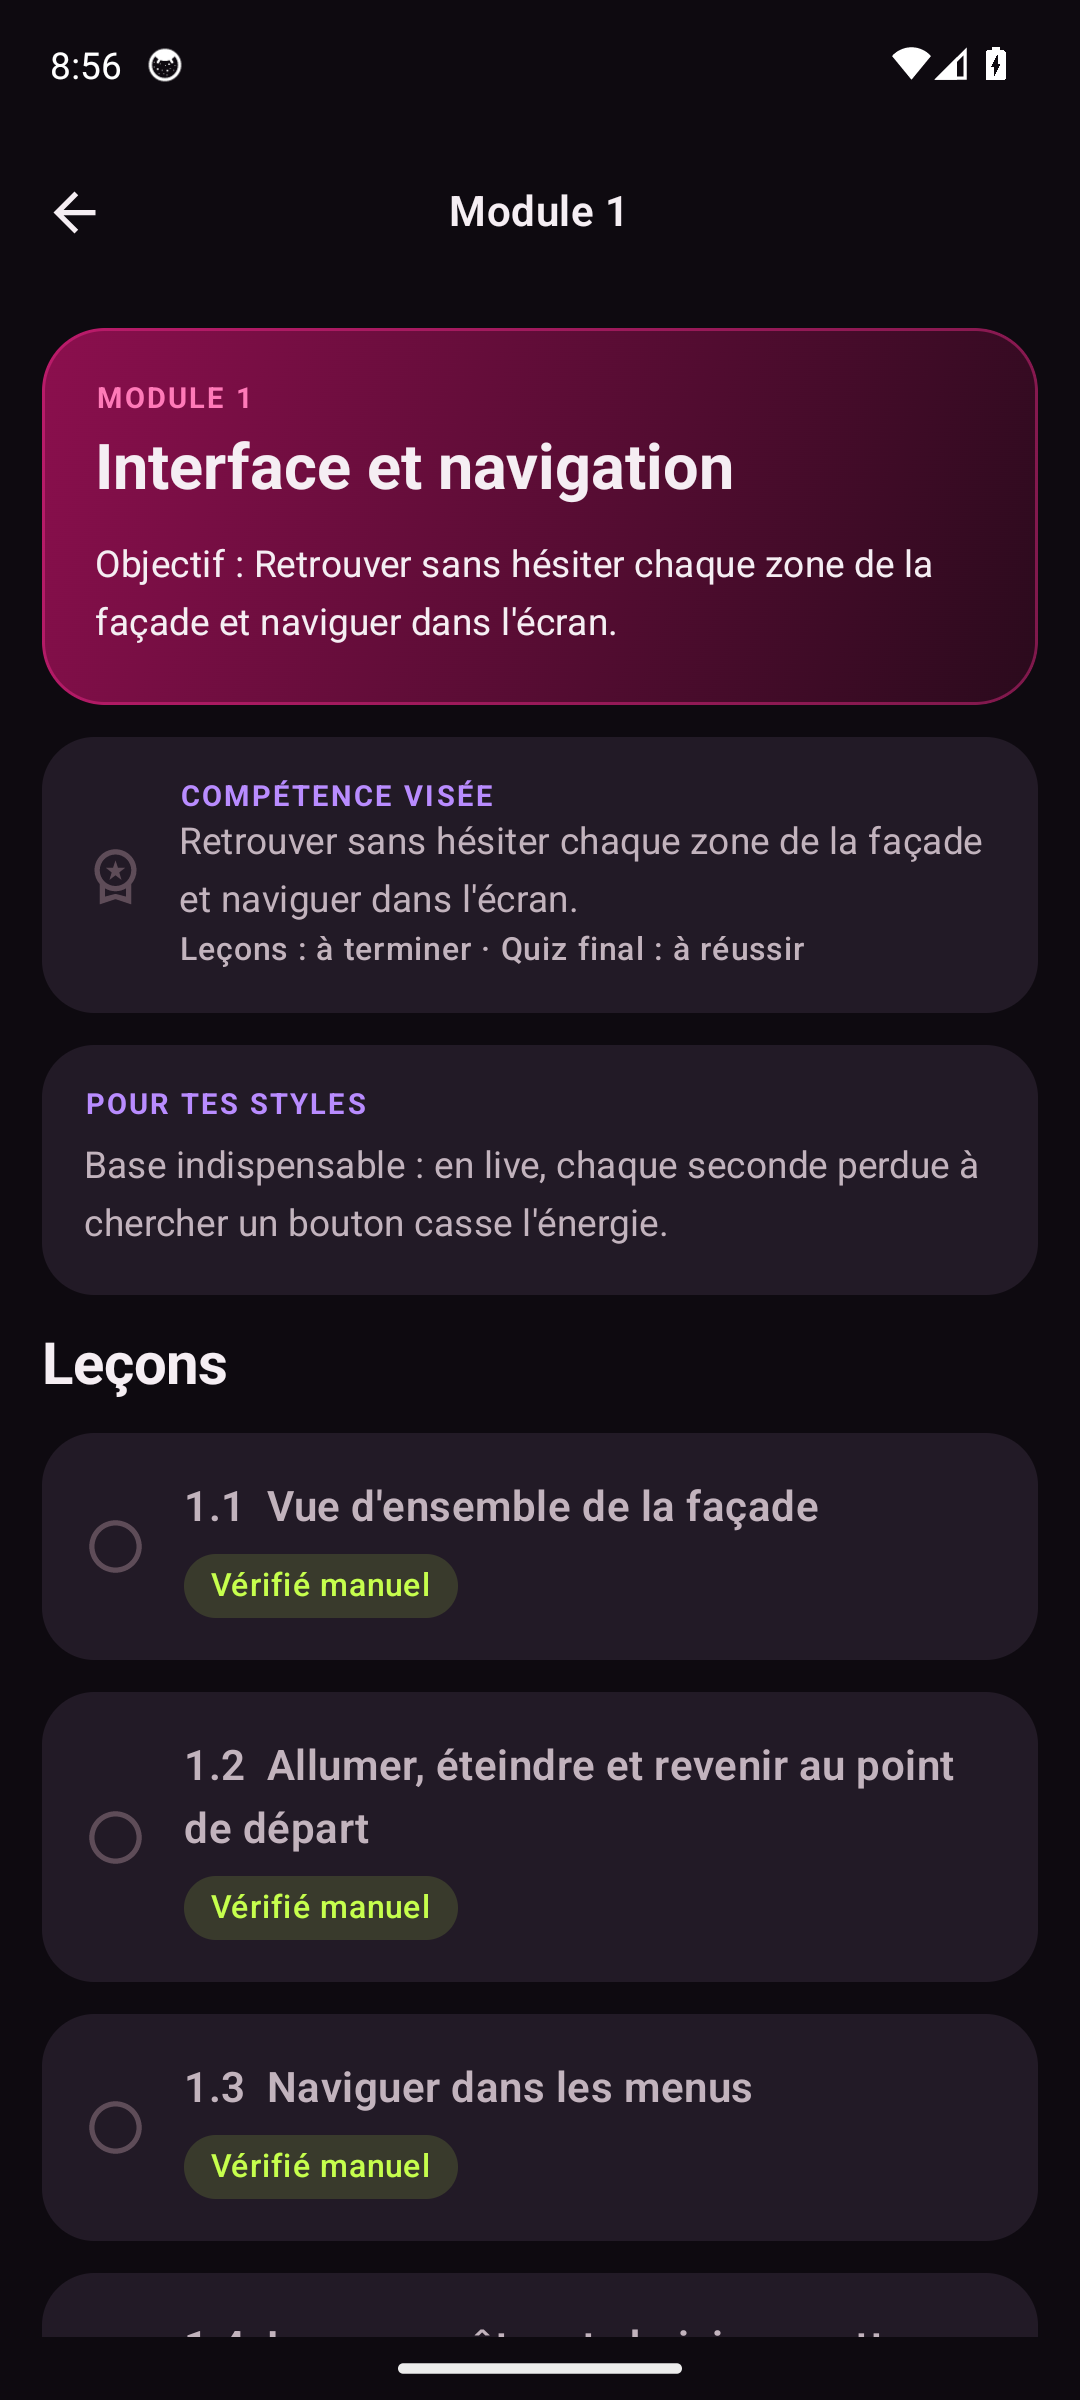 8:56
Module 1
MODULE 1
Interface et navigation
Objectif : Retrouver sans hésiter chaque zone de la
façade et naviguer dans l'écran.
COMPÉTENCE VISÉE
Retrouver sans hésiter chaque zone de la façade
et naviguer dans l'écran.
Leçons : à terminer · Quiz final : à réussir
POUR TES STYLES
Base indispensable : en live, chaque seconde perdue à
chercher un bouton casse l'énergie.
Leçons
1.1 Vue d'ensemble de la façade
Vérifié manuel
1.2 Allumer, éteindre et revenir au point
de départ
Vérifié manuel
1.3 Naviguer dans les menus
Vérifié manuel